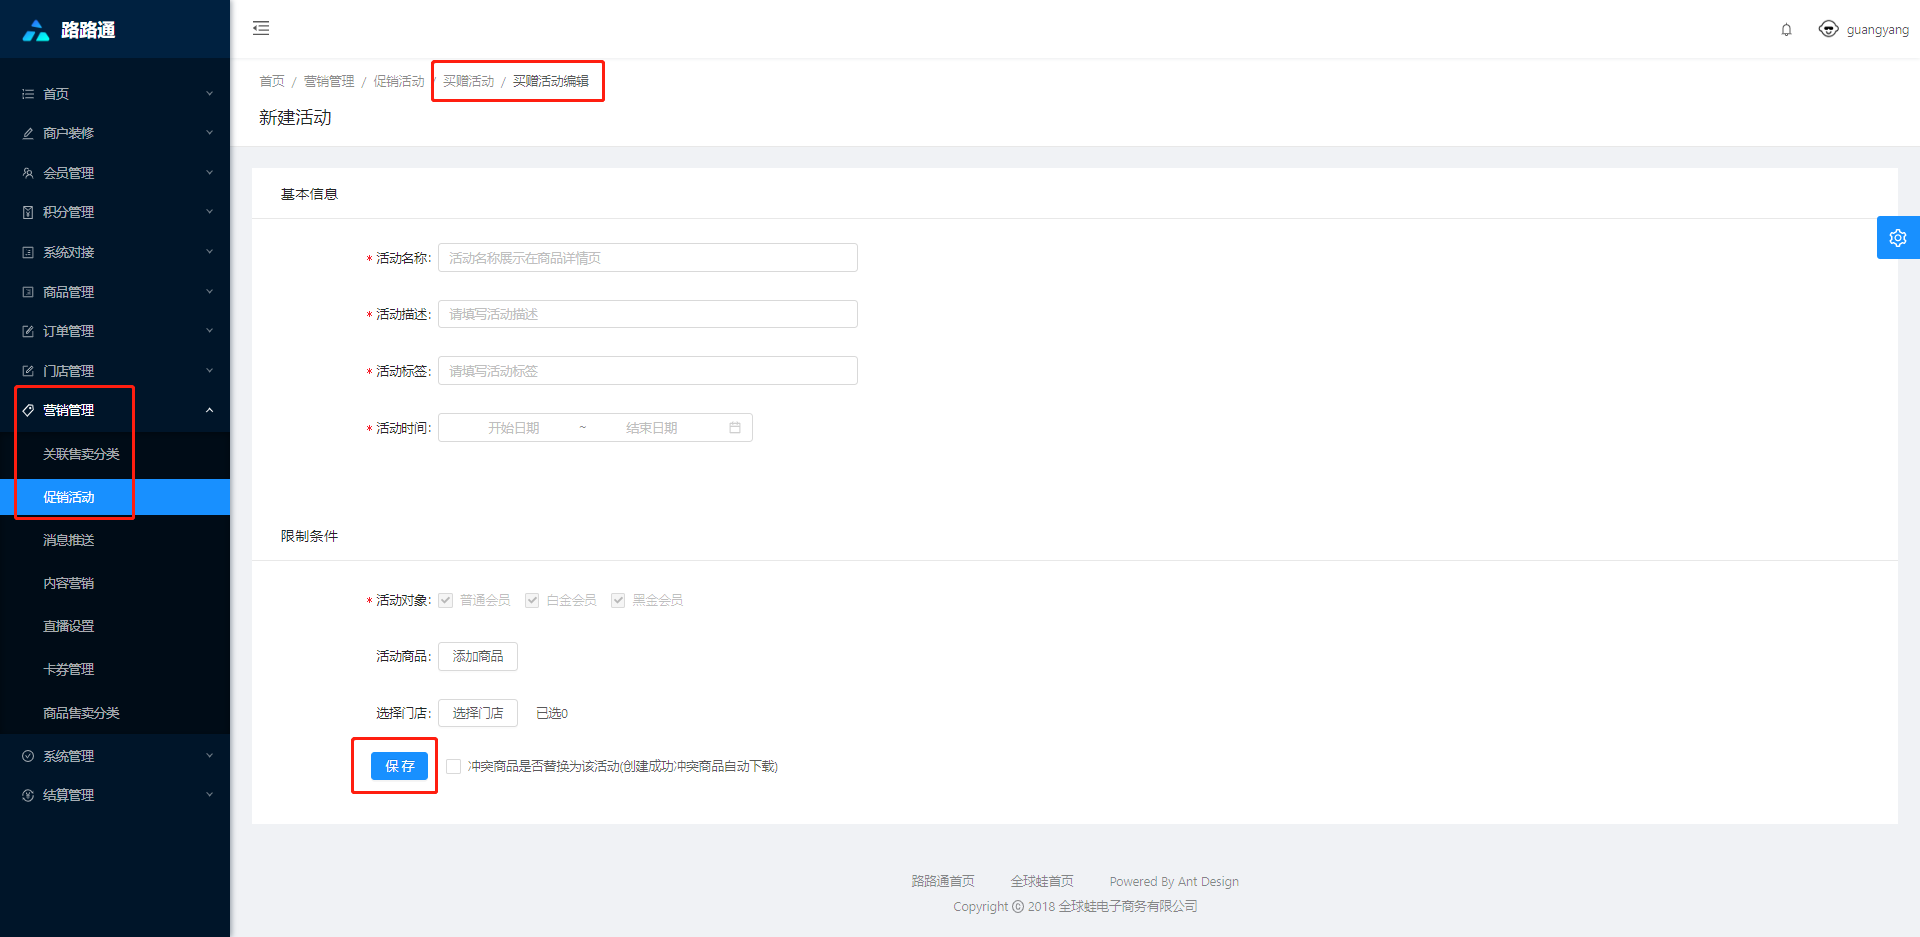 路路通
guangyang
首页
商户装修
会员管理
积分管理
系统对接
商品管理
订单管理
门店管理
营销管理
关联售卖分类
促销活动
消息推送
内容营销
直播设置
卡券管理
商品售卖分类
系统管理
结算管理
首页 / 营销管理 / 促销活动 / 买赠活动 / 买赠活动编辑
新建活动
基本信息
* 活动名称: 活动名称展示在商品详情页
* 活动描述: 请填写活动描述
* 活动标签: 请填写活动标签
* 活动时间: 开始日期 ~ 结束日期
限制条件
* 活动对象: 普通会员 白金会员 黑金会员
活动商品: 添加商品
选择门店: 选择门店 已选0
保存 冲突商品是否替换为该活动(创建成功冲突商品自动下载)
路路通首页 全球蛙首页 Powered By Ant Design
Copyright © 2018 全球蛙电子商务有限公司